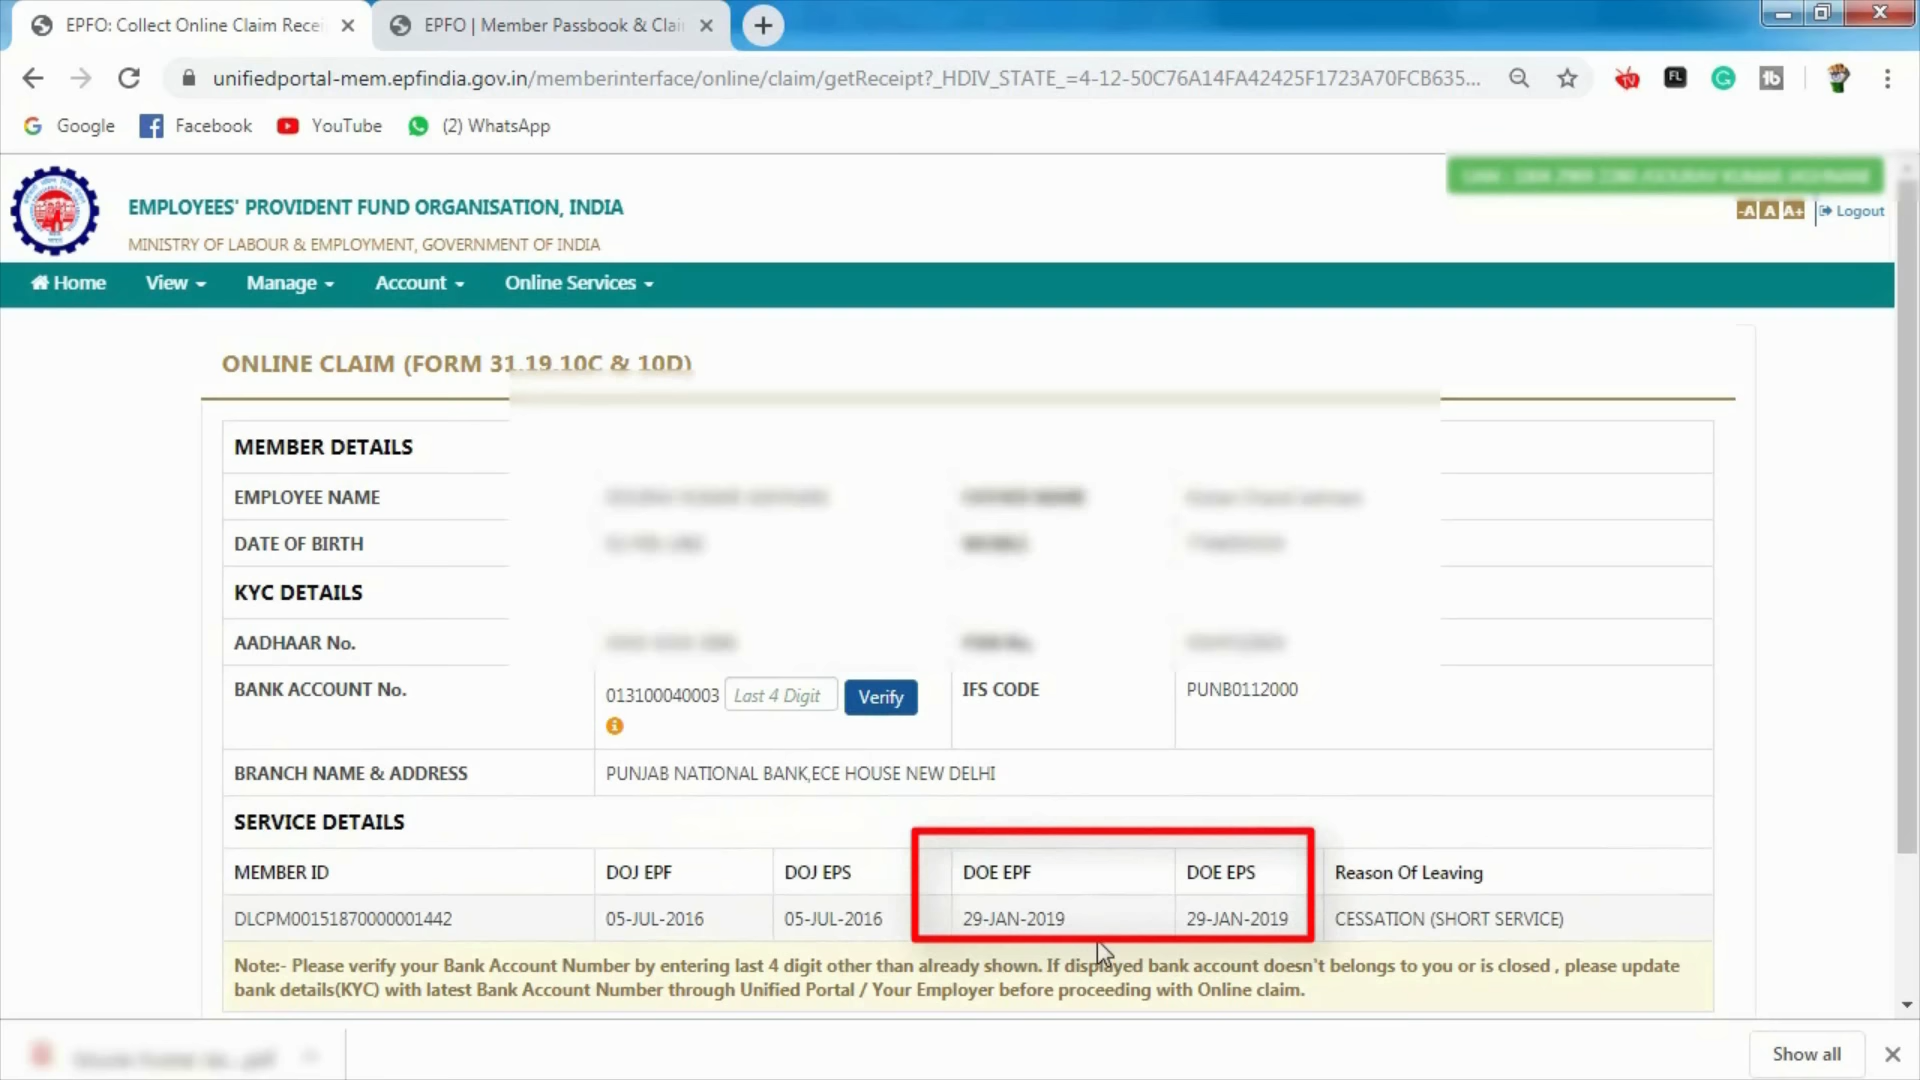 EPFO: Collect Online Claim Recei
EPFO | Member Passbook & Clai
unifiedportal-mem.epfindia.gov.in/memberinterface/online/claim/getReceipt?_HDIV_STATE_=4-12-50C76A14FA42425F1723A70FCB635...
TV
FL
G
tb
G Google
f Facebook
YouTube
(2) WhatsApp
EMPLOYEES' PROVIDENT FUND ORGANISATION, INDIA
MINISTRY OF LABOUR & EMPLOYMENT, GOVERNMENT OF INDIA
-A A A+ Logout
Home View Manage Account Online Services
ONLINE CLAIM (FORM 31,19,10C & 10D)
MEMBER DETAILS
EMPLOYEE NAME
DATE OF BIRTH
KYC DETAILS
AADHAAR No.
BANK ACCOUNT No. 013100040003 Last 4 Digit Verify IFS CODE PUNB0112000
BRANCH NAME & ADDRESS PUNJAB NATIONAL BANK,ECE HOUSE NEW DELHI
SERVICE DETAILS
MEMBER ID DOJ EPF DOJ EPS DOE EPF DOE EPS Reason Of Leaving
DLCPM00151870000001442 05-JUL-2016 05-JUL-2016 29-JAN-2019 29-JAN-2019 CESSATION (SHORT SERVICE)
Note:- Please verify your Bank Account Number by entering last 4 digit other than already shown. If displayed bank account doesn't belongs to you or is closed , please update
bank details(KYC) with latest Bank Account Number through Unified Portal / Your Employer before proceeding with Online claim.
Show all